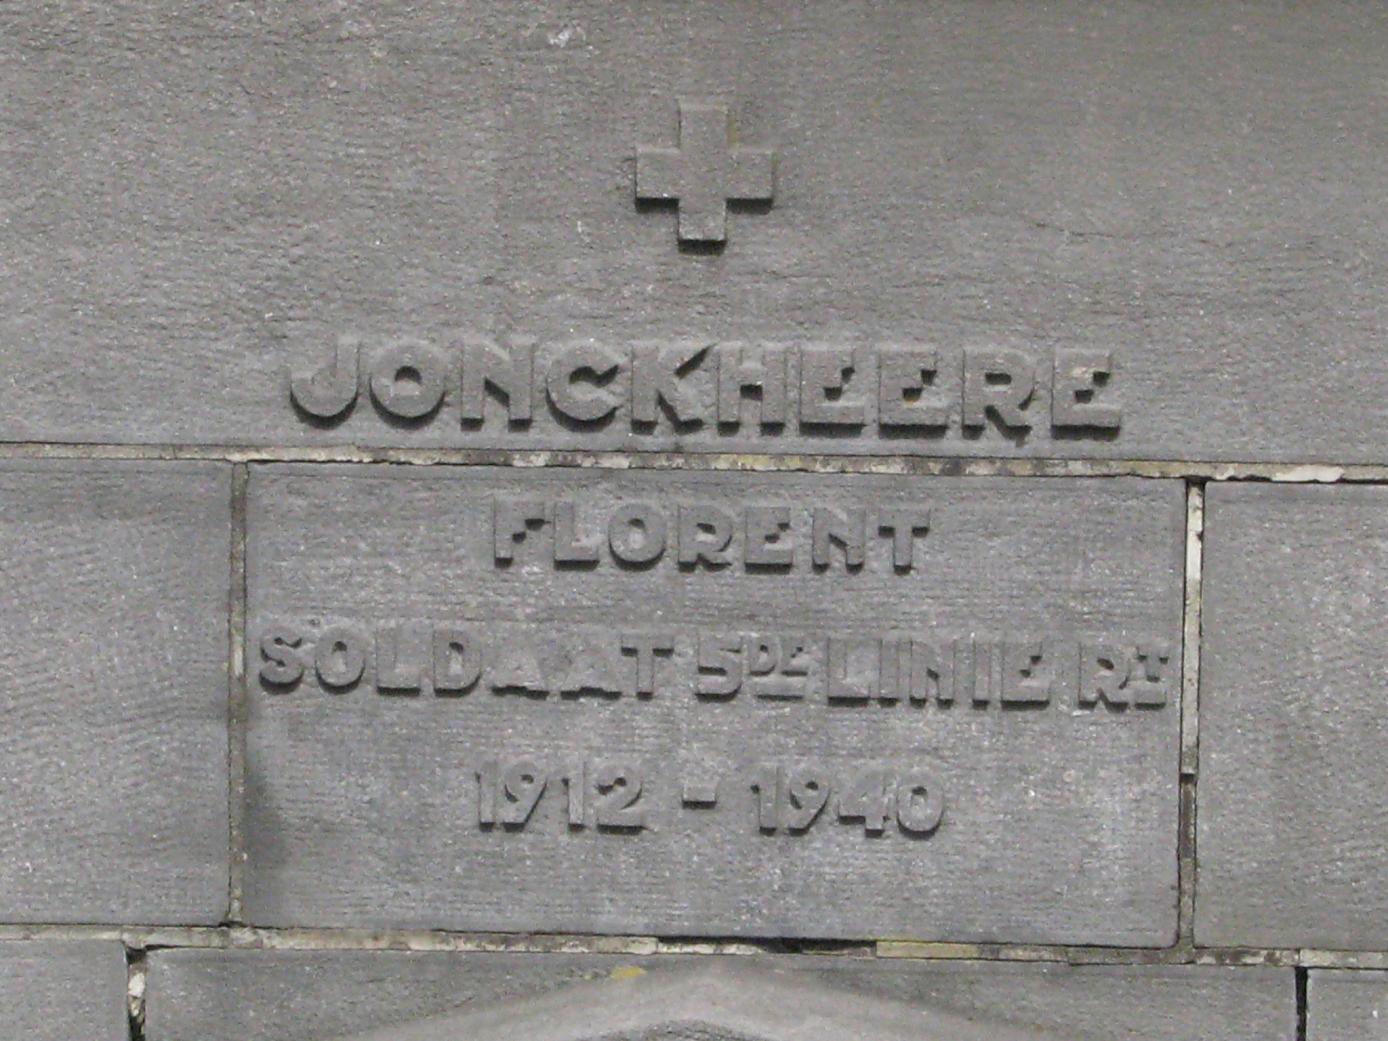 JONCKHEERE
FLORENT
SOLDAAT 5DE LINIE RT
1912 - 1940